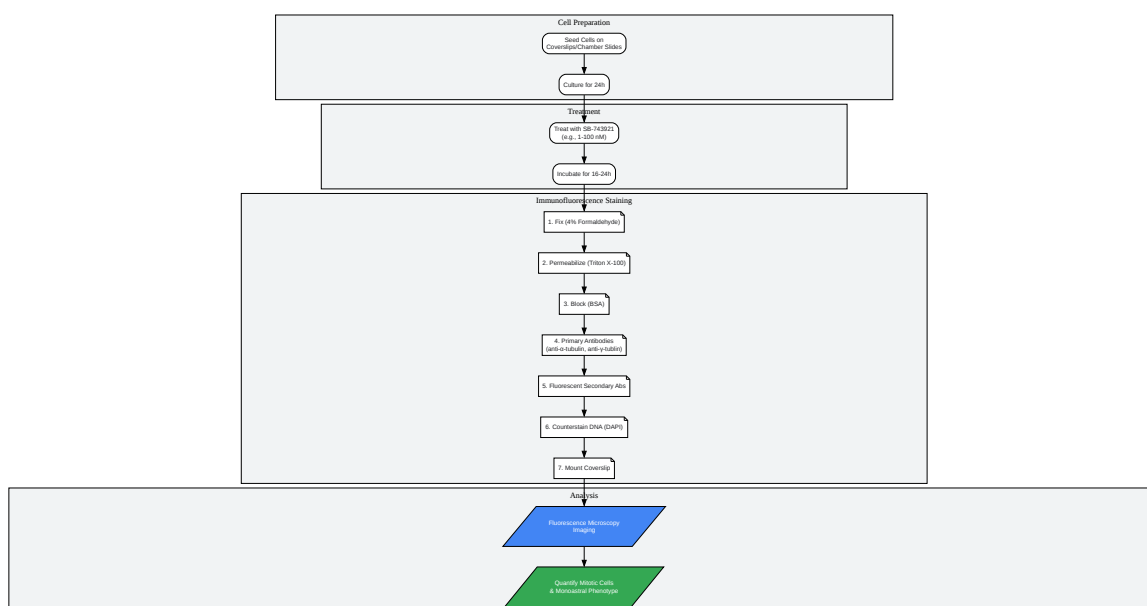 Cell Preparation
Seed Cells on
Coverslips/Chamber Slides
Culture for 24h
Treatment
Treat with SB-743921
(e.g., 1-100 nM)
Incubate for 16-24h
Immunofluorescence Staining
1. Fix (4% Formaldehyde)
2. Permeabilize (Triton X-100)
3. Block (BSA)
4. Primary Antibodies
(anti-α-tubulin, anti-γ-tublin)
5. Fluorescent Secondary Abs
6. Counterstain DNA (DAPI)
7. Mount Coverslip
Analysis
Fluorescence Microscopy
Imaging
Quantify Mitotic Cells
& Monoastral Phenotype